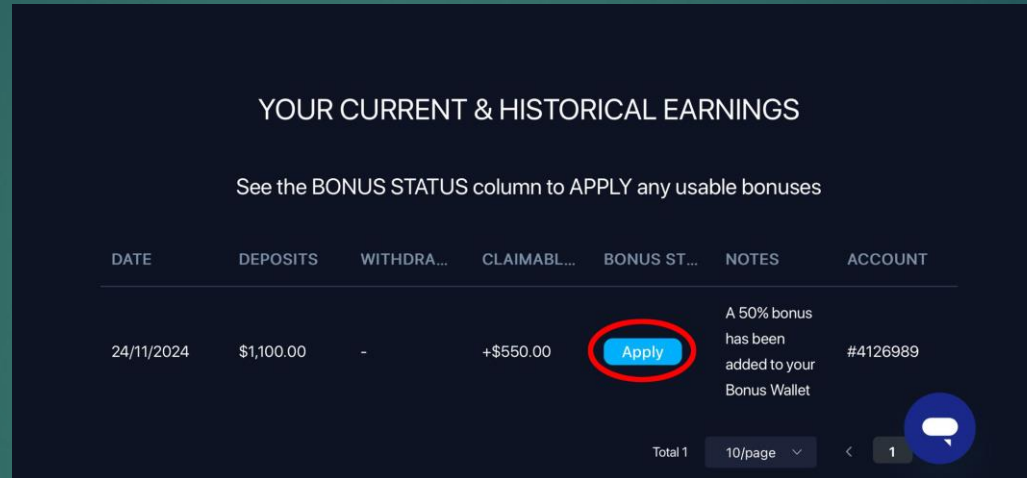 YOUR CURRENT & HISTORICAL EARNINGS
See the BONUS STATUS column to APPLY any usable bonuses
DATE DEPOSITS WITHDRA... CLAIMABL... BONUS ST... NOTES ACCOUNT
24/11/2024 $1,100.00 - +$550.00 Apply A 50% bonus
has been
added to your
Bonus Wallet #4126989
Total 1 10/page < 1